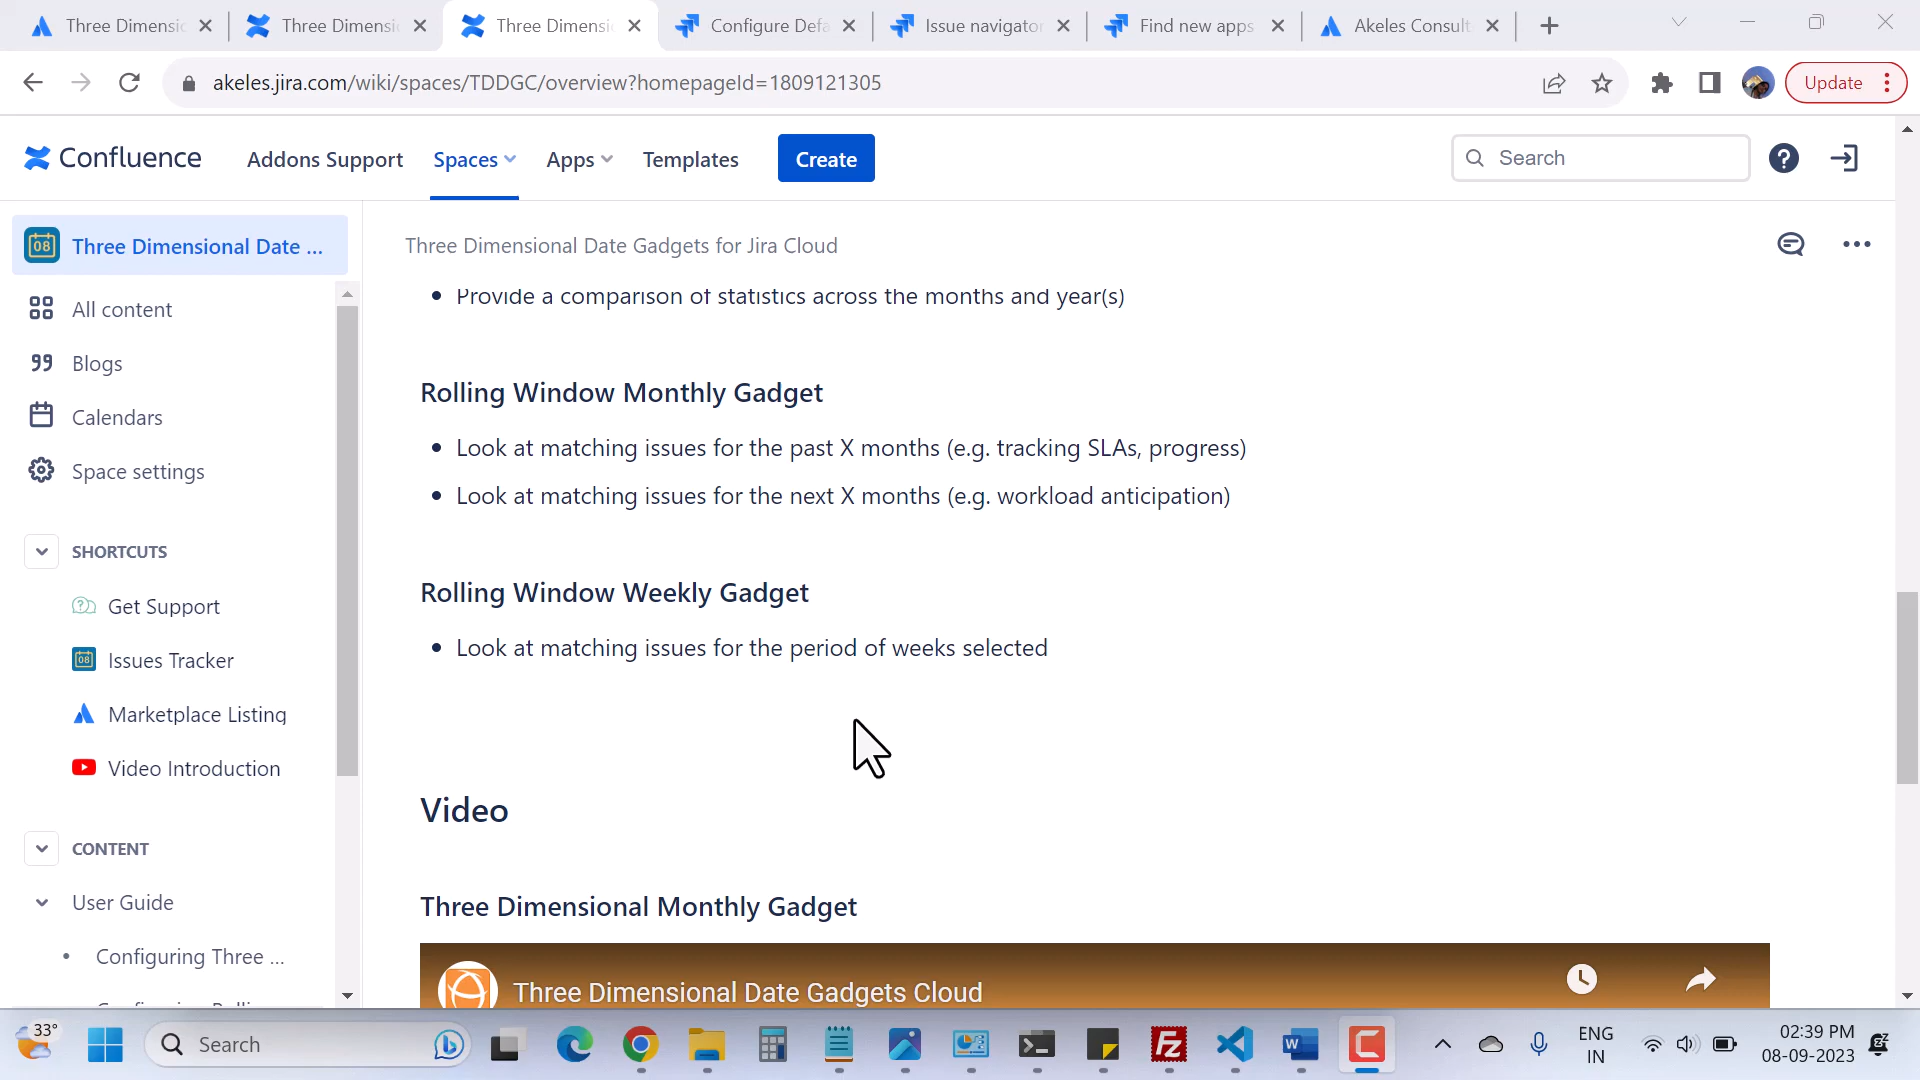 Three Dimensic
Three Dimensi
Three Dimensi
Configure Defa
Issue navigator
Find new apps
Akeles Consult
akeles.jira.com/wiki/spaces/TDDGC/overview?homepageId=1809121305
Update
Confluence
Addons Support
Spaces
Apps
Templates
Create
Search
Three Dimensional Date ...
All content
Blogs
Calendars
Space settings
SHORTCUTS
Get Support
Issues Tracker
Marketplace Listing
Video Introduction
CONTENT
User Guide
Configuring Three ...
Three Dimensional Date Gadgets for Jira Cloud
Provide a comparison of statistics across the months and year(s)
Rolling Window Monthly Gadget
Look at matching issues for the past X months (e.g. tracking SLAs, progress)
Look at matching issues for the next X months (e.g. workload anticipation)
Rolling Window Weekly Gadget
Look at matching issues for the period of weeks selected
Video
Three Dimensional Monthly Gadget
Three Dimensional Date Gadgets Cloud
33°
Search
ENG
IN
02:39 PM
08-09-2023